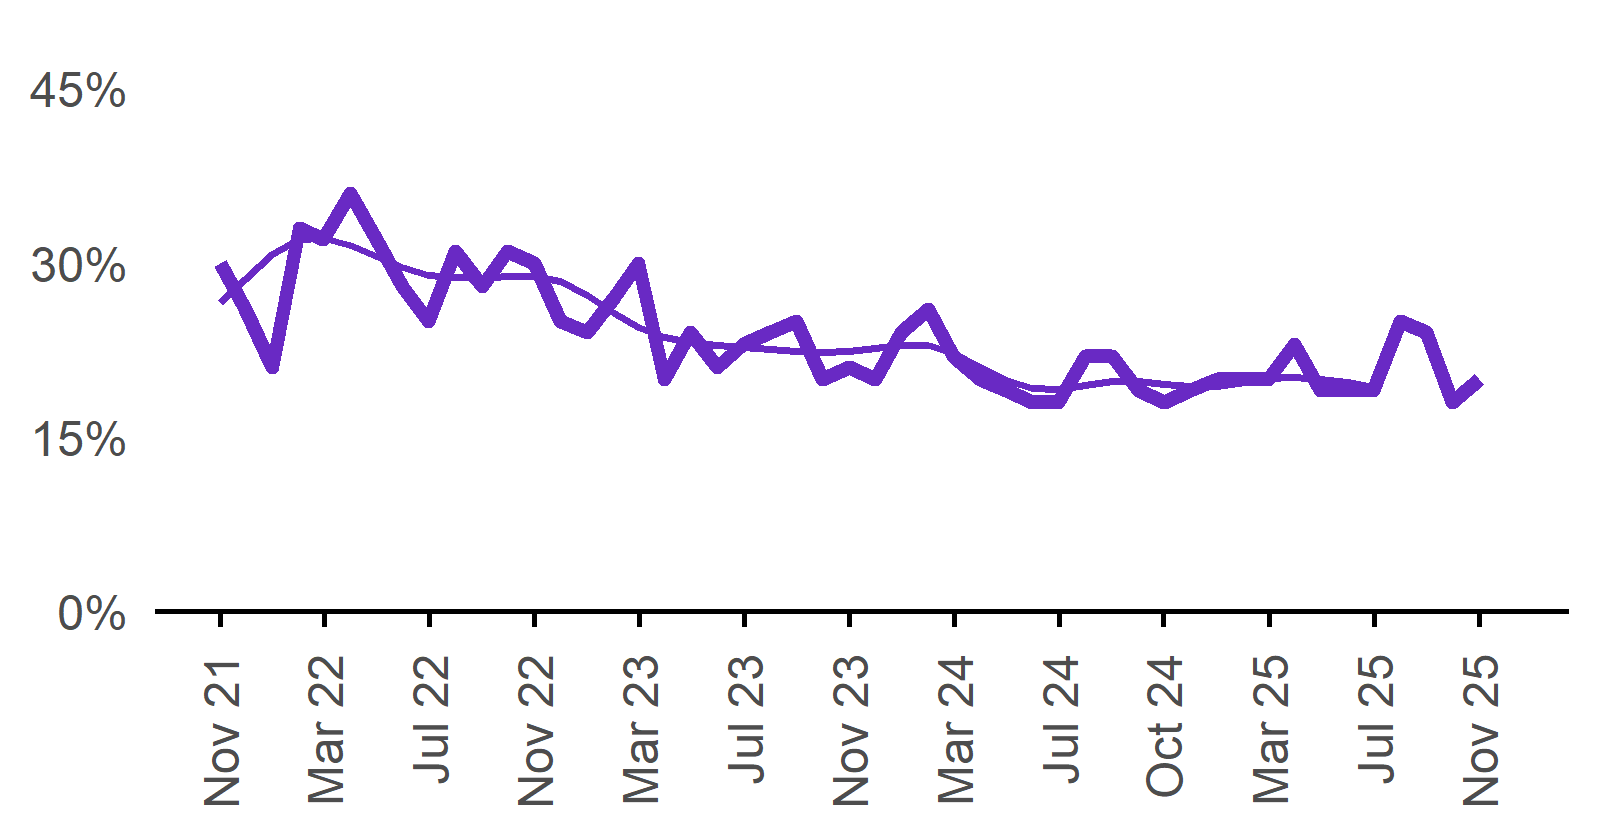 45%
30%
15%
0%
Nov 21
Mar 22
Jul 22
Nov 22
Mar 23
Jul 23
Nov 23
Mar 24
Jul 24
Oct 24
Mar 25
Jul 25
Nov 25